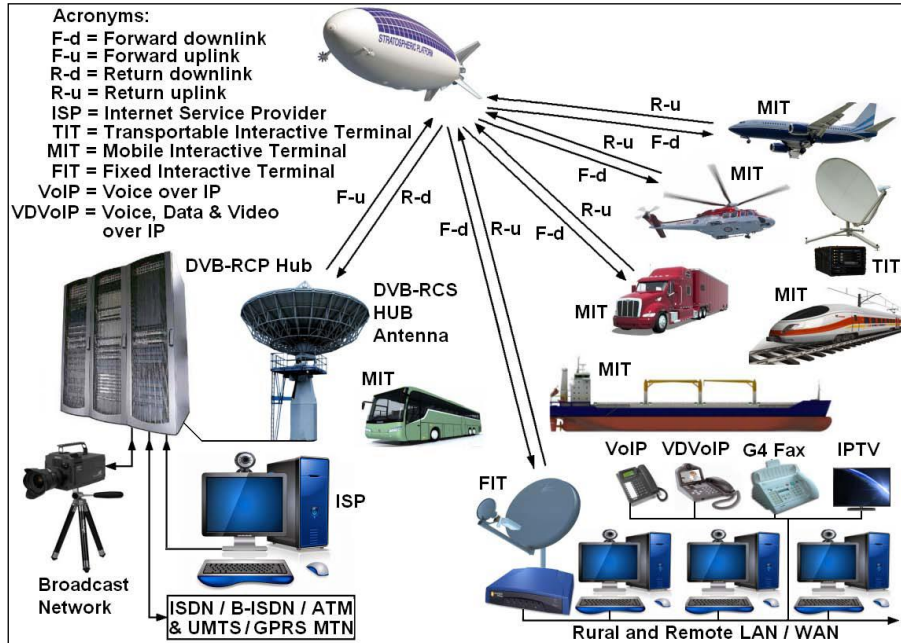 Acronyms:
F-d = Forward downlink
F-u = Forward uplink
R-d = Return downlink
R-u = Return uplink
ISP = Internet Service Provider
TIT = Transportable Interactive Terminal
MIT = Mobile Interactive Terminal
FIT = Fixed Interactive Terminal
VoIP = Voice over IP
VDVoIP = Voice, Data & Video
over IP
STRATOSPHERIC PLATFORM
R-u
MIT
F-d
R-u
F-d
MIT
F-u
R-d
R-u
F-d
F-d
R-u
TIT
DVB-RCP Hub
DVB-RCS
HUB
Antenna
MIT
MIT
MIT
MIT
VoIP
VDVoIP
G4 Fax
IPTV
FIT
ISP
Broadcast
Network
ISDN / B-ISDN / ATM
& UMTS / GPRS MTN
Rural and Remote LAN / WAN